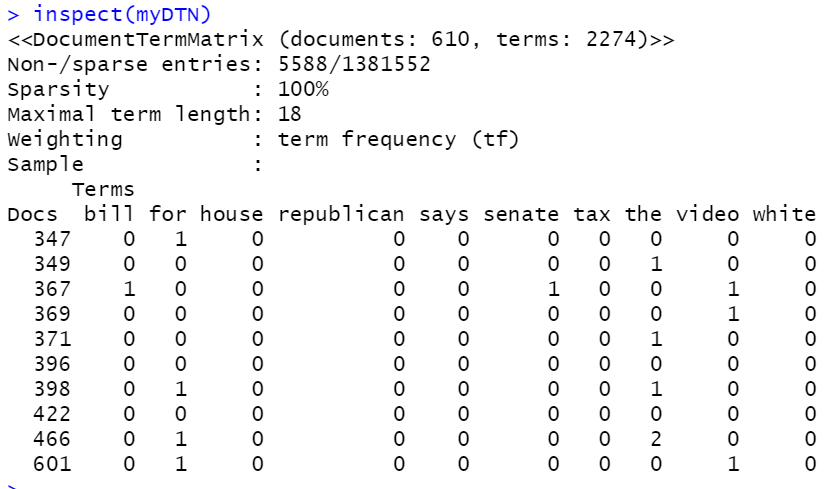 > inspect(myDTN)
<<DocumentTermMatrix (documents: 610, terms: 2274)>>
Non-/sparse entries: 5588/1381552
Sparsity           : 100%
Maximal term length: 18
Weighting          : term frequency (tf)
Sample             :
     Terms
Docs  bill for house republican says senate tax the video white
  347    0   1     0          0    0      0   0   0     0     0
  349    0   0     0          0    0      0   0   1     0     0
  367    1   0     0          0    0      1   0   0     1     0
  369    0   0     0          0    0      0   0   0     1     0
  371    0   0     0          0    0      0   0   1     0     0
  396    0   0     0          0    0      0   0   0     0     0
  398    0   1     0          0    0      0   0   1     0     0
  422    0   0     0          0    0      0   0   0     0     0
  466    0   1     0          0    0      0   0   2     0     0
  601    0   1     0          0    0      0   0   0     1     0
>